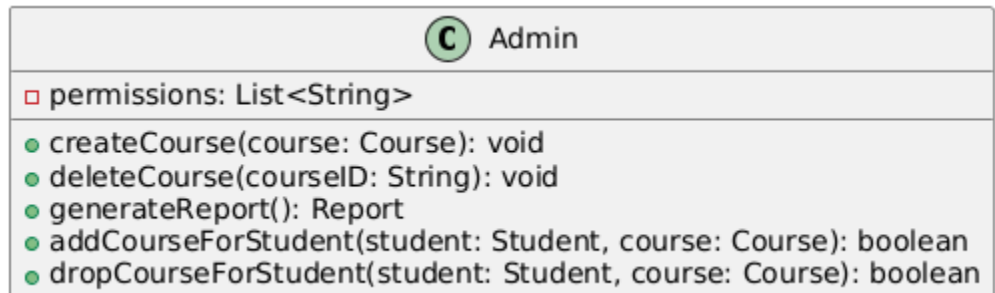 C Admin
permissions: List<String>
createCourse(course: Course): void
deleteCourse(courseID: String): void
generateReport(): Report
addCourseForStudent(student: Student, course: Course): boolean
dropCourseForStudent(student: Student, course: Course): boolean